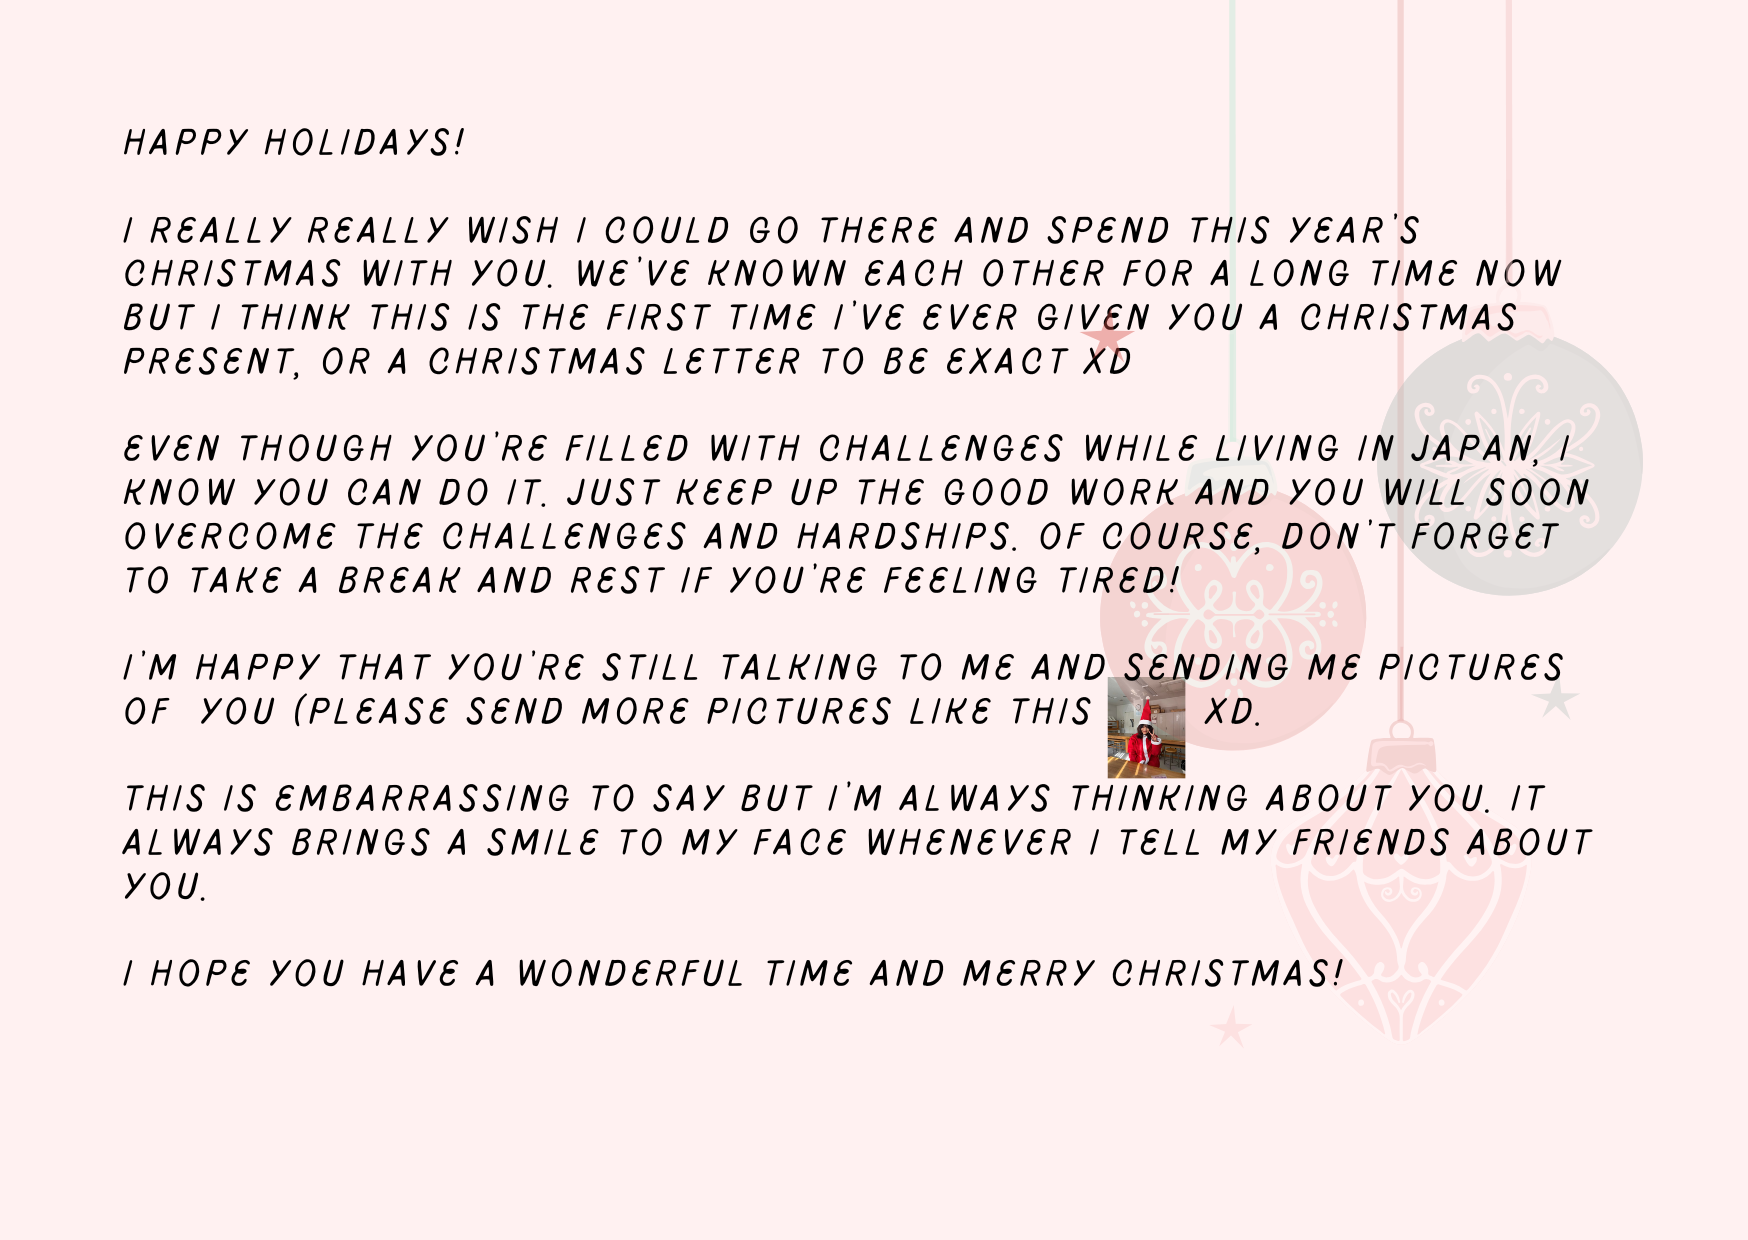 HAPPY HOLIDAYS!
I REALLY REALLY WISH I COULD GO THERE AND SPEND THIS YEAR'S
CHRISTMAS WITH YOU. WE'VE KNOWN EACH OTHER FOR A LONG TIME NOW
BUT I THINK THIS IS THE FIRST TIME I'VE EVER GIVEN YOU A CHRISTMAS
PRESENT, OR A CHRISTMAS LETTER TO BE EXACT XD
EVEN THOUGH YOU'RE FILLED WITH CHALLENGES WHILE LIVING IN JAPAN, I
KNOW YOU CAN DO IT. JUST KEEP UP THE GOOD WORK AND YOU WILL SOON
OVERCOME THE CHALLENGES AND HARDSHIPS. OF COURSE, DON'T FORGET
TO TAKE A BREAK AND REST IF YOU'RE FEELING TIRED!
I'M HAPPY THAT YOU'RE STILL TALKING TO ME AND SENDING ME PICTURES
OF YOU (PLEASE SEND MORE PICTURES LIKE THIS XD.
THIS IS EMBARRASSING TO SAY BUT I'M ALWAYS THINKING ABOUT YOU. IT
ALWAYS BRINGS A SMILE TO MY FACE WHENEVER I TELL MY FRIENDS ABOUT
YOU.
I HOPE YOU HAVE A WONDERFUL TIME AND MERRY CHRISTMAS!